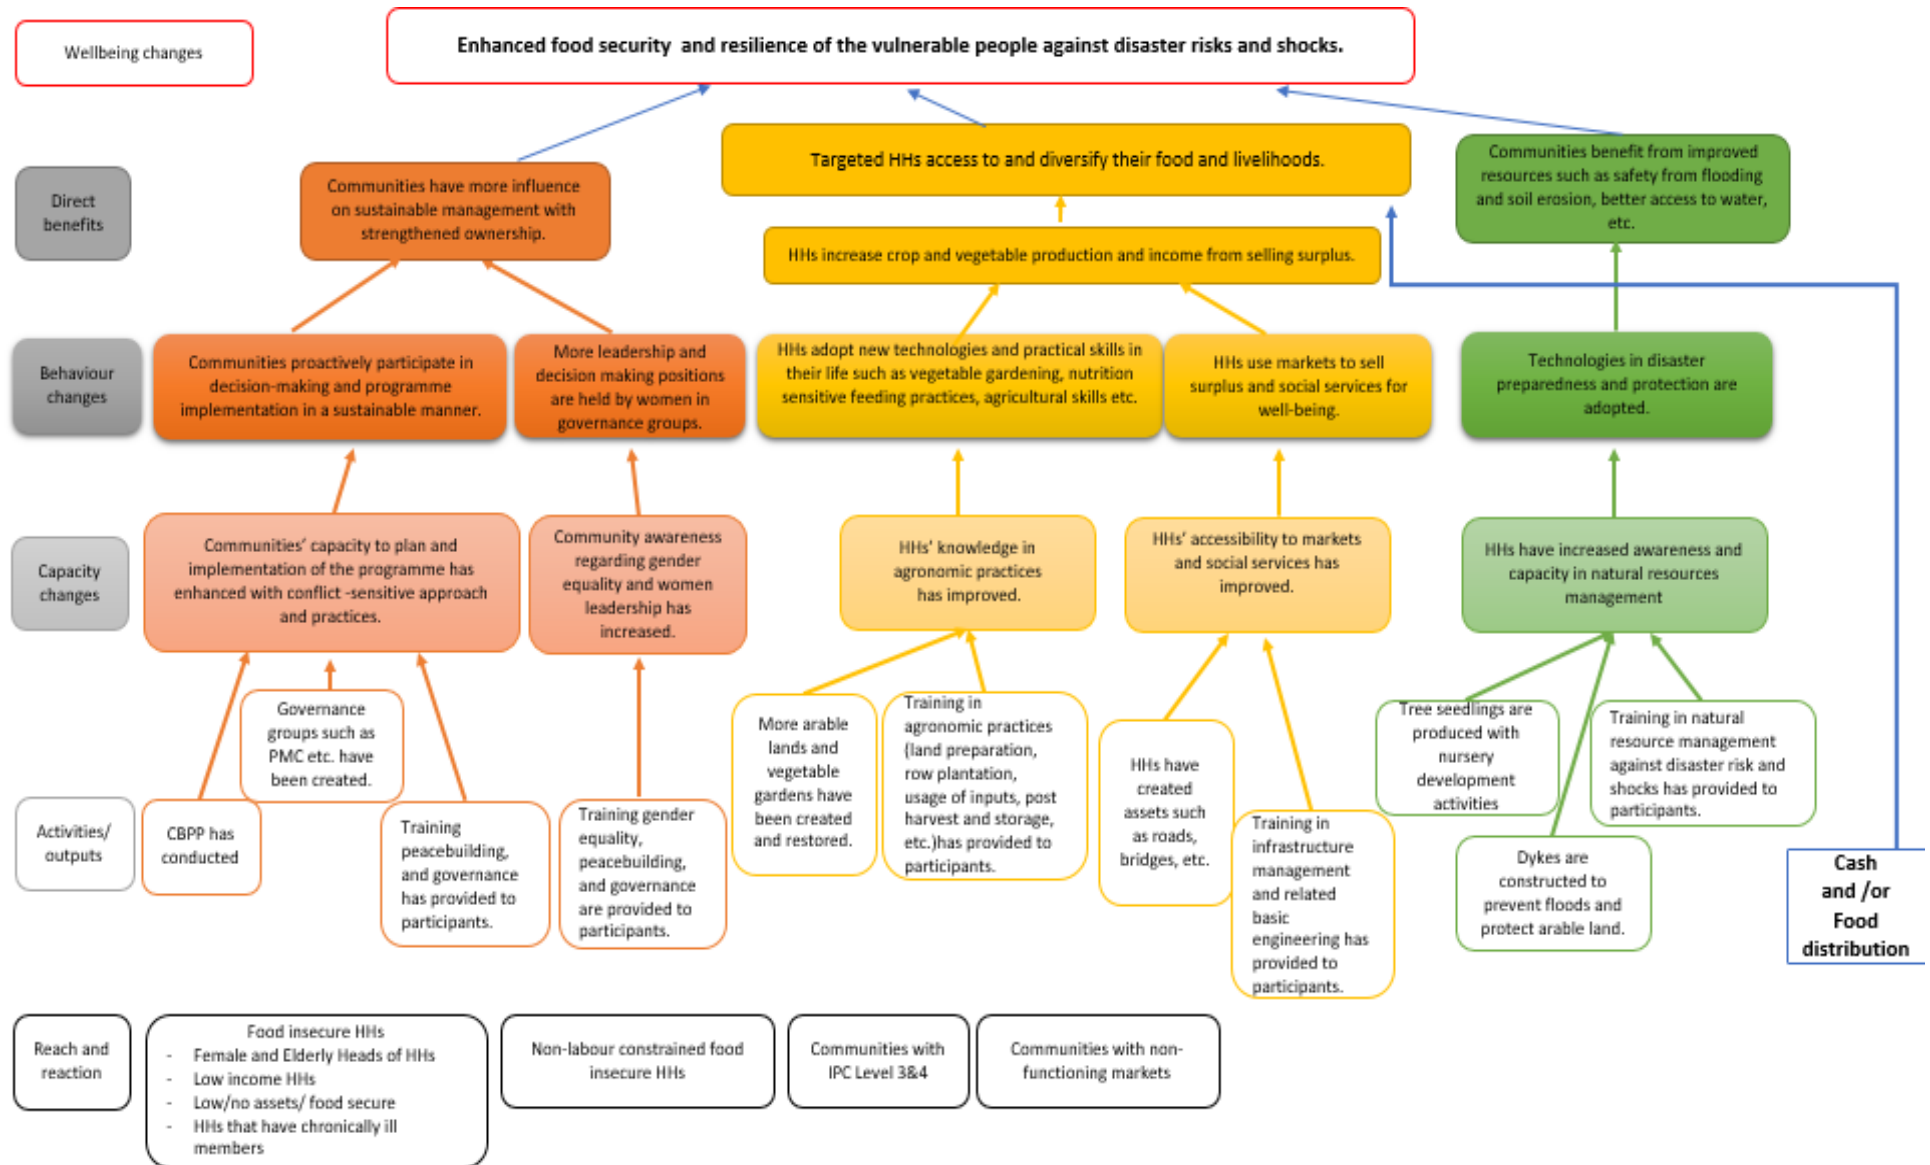 Wellbeing changes
Enhanced food security and resilience of the vulnerable people against disaster risks and shocks.
Direct
benefits
Communities have more influence
on sustainable management with
strengthened ownership.
Targeted HHs access to and diversify their food and livelihoods.
HHs increase crop and vegetable production and income from selling surplus.
Communities benefit from improved
resources such as safety from flooding
and soil erosion, better access to water,
etc.
Behaviour
changes
Communities proactively participate in
decision-making and programme
implementation in a sustainable manner.
More leadership and
decision making positions
are held by women in
governance groups.
HHs adopt new technologies and practical skills in
their life such as vegetable gardening, nutrition
sensitive feeding practices, agricultural skills etc.
HHs use markets to sell
surplus and social services for
well-being.
Technologies in disaster
preparedness and protection are
adopted.
Capacity
changes
Communities' capacity to plan and
implementation of the programme has
enhanced with conflict -sensitive approach
and practices.
Community awareness
regarding gender
equality and women
leadership has
increased.
HHs' knowledge in
agronomic practices
has improved.
HHs' accessibility to markets
and social services has
improved.
HHs have increased awareness and
capacity in natural resources
management
Activities/
outputs
CBPP has
conducted
Governance
groups such as
PMC etc. have
been created.
Training
peacebuilding,
and governance
has provided to
participants.
Training gender
equality,
peacebuilding,
and governance
are provided to
participants.
More arable
lands and
vegetable
gardens have
been created
and restored.
Training in
agronomic practices
(land preparation,
row plantation,
usage of inputs, post
harvest and storage,
etc.)has provided to
participants.
HHs have
created
assets such
as roads,
bridges, etc.
Training in
infrastructure
management
and related
basic
engineering has
provided to
participants.
Tree seedlings are
produced with
nursery
development
activities
Dykes are
constructed to
prevent floods and
protect arable land.
Training in natural
resource management
against disaster risk and
shocks has provided to
participants.
Cash
and /or
Food
distribution
Reach and
reaction
Food insecure HHs
- Female and Elderly Heads of HHs
- Low income HHs
- Low/no assets/ food secure
- HHs that have chronically ill
members
Non-labour constrained food
insecure HHs
Communities with
IPC Level 3&4
Communities with non-
functioning markets